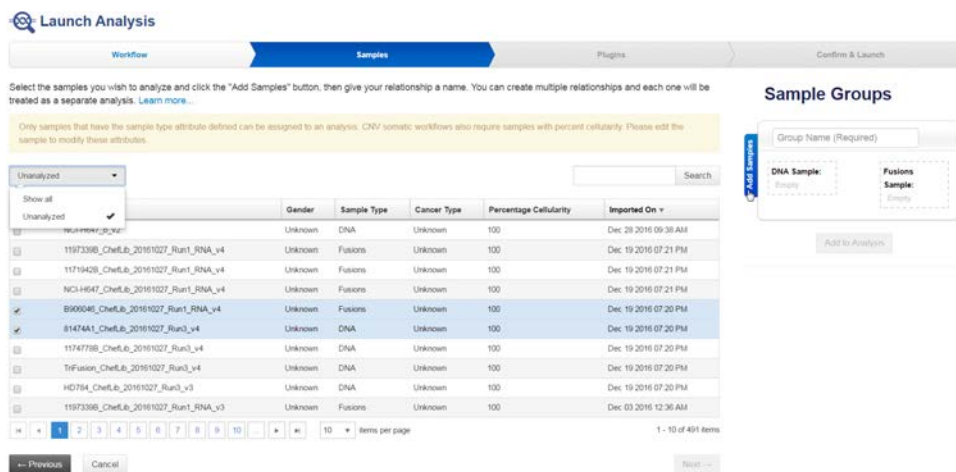 Launch Analysis
Workflow Samples Plugins Confirm & Launch
Select the samples you wish to analyze and click the "Add Samples" button, then give your relationship a name. You can create multiple relationships and each one will be
treated as a separate analysis. Learn more...
Only samples that have the sample type attribute defined can be assigned to an analysis. CNV somatic workflows also require samples with percent cellularity. Please edit the
sample to modify these attributes.
Unanalyzed Search
Show all
Unanalyzed
Gender Sample Type Cancer Type Percentage Cellularity Imported On
NCI-H647_B_v2 Unknown DNA Unknown 100 Dec 28 2016 09:38 AM
1197339B_ChefLib_20161027_Run1_RNA_v4 Unknown Fusions Unknown 100 Dec 19 2016 07:21 PM
1171942B_ChefLib_20161027_Run1_RNA_v4 Unknown Fusions Unknown 100 Dec 19 2016 07:21 PM
NCI-H647_ChefLib_20161027_Run1_RNA_v4 Unknown Fusions Unknown 100 Dec 19 2016 07:21 PM
B906046_ChefLib_20161027_Run1_RNA_v4 Unknown Fusions Unknown 100 Dec 19 2016 07:20 PM
81474A1_ChefLib_20161027_Run3_v4 Unknown DNA Unknown 100 Dec 19 2016 07:20 PM
1174779B_ChefLib_20161027_Run3_v4 Unknown DNA Unknown 100 Dec 19 2016 07:20 PM
TriFusion_ChefLib_20161027_Run3_v4 Unknown DNA Unknown 100 Dec 19 2016 07:20 PM
HD784_ChefLib_20161027_Run3_v3 Unknown DNA Unknown 100 Dec 19 2016 07:20 PM
1197339B_ChefLib_20161027_Run1_RNA_v3 Unknown Fusions Unknown 100 Dec 03 2016 12:36 AM
1 2 3 4 5 6 7 8 9 10 ... 10 items per page 1 - 10 of 491 items
← Previous Cancel Next →
Sample Groups
Group Name (Required)
Add Samples
DNA Sample:
Empty
Fusions
Sample:
Empty
Add to Analysis